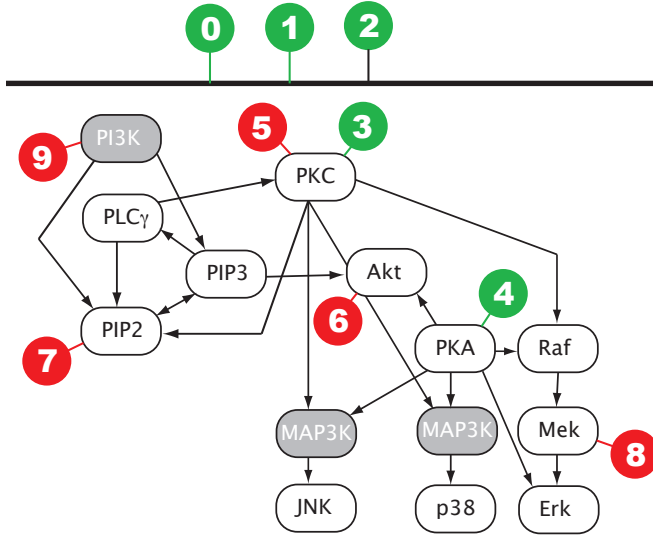 0
1
2
9
PI3K
5
3
PKC
PLCγ
PIP3
Akt
4
6
7
PIP2
PKA
Raf
MAP3K
MAP3K
Mek
8
JNK
p38
Erk